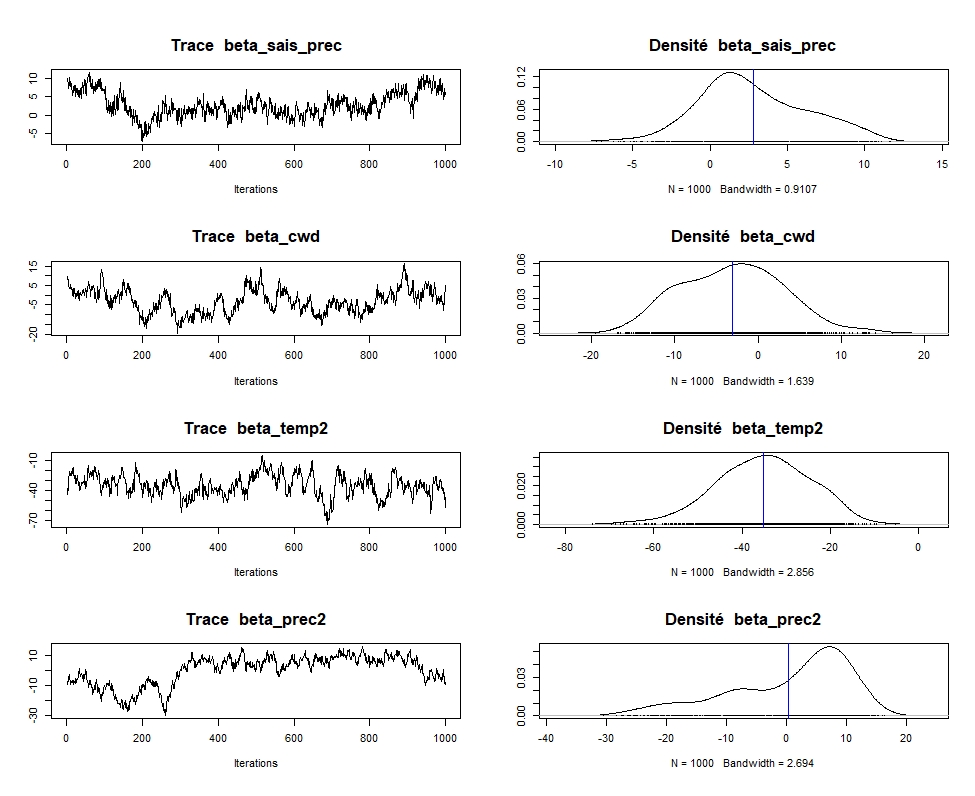 Trace beta_sais_prec
10
5
0
-5
0 200 400 600 800 1000
Iterations
Densité beta_sais_prec
0.12
0.06
0.00
-10 -5 0 5 10 15
N = 1000 Bandwidth = 0.9107
Trace beta_cwd
15
5
-5
-20
0 200 400 600 800 1000
Iterations
Densité beta_cwd
0.06
0.03
0.00
-20 -10 0 10 20
N = 1000 Bandwidth = 1.639
Trace beta_temp2
-10
-40
-70
0 200 400 600 800 1000
Iterations
Densité beta_temp2
0.020
0.000
-80 -60 -40 -20 0
N = 1000 Bandwidth = 2.856
Trace beta_prec2
10
-10
-30
0 200 400 600 800 1000
Iterations
Densité beta_prec2
0.03
0.00
-40 -30 -20 -10 0 10 20
N = 1000 Bandwidth = 2.694